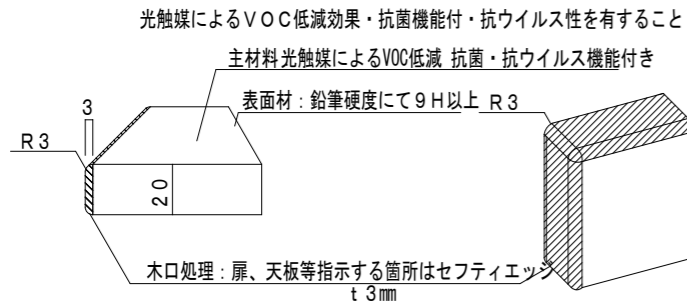 光触媒によるVOC低減効果・抗菌機能付・抗ウイルス性を有すること
主材料光触媒によるVOC低減 抗菌・抗ウイルス機能付き
表面材：鉛筆硬度にて9H以上
R3
3
R3
20
木口処理：扉、天板等指示する箇所はセフティエッジ
t3㎜